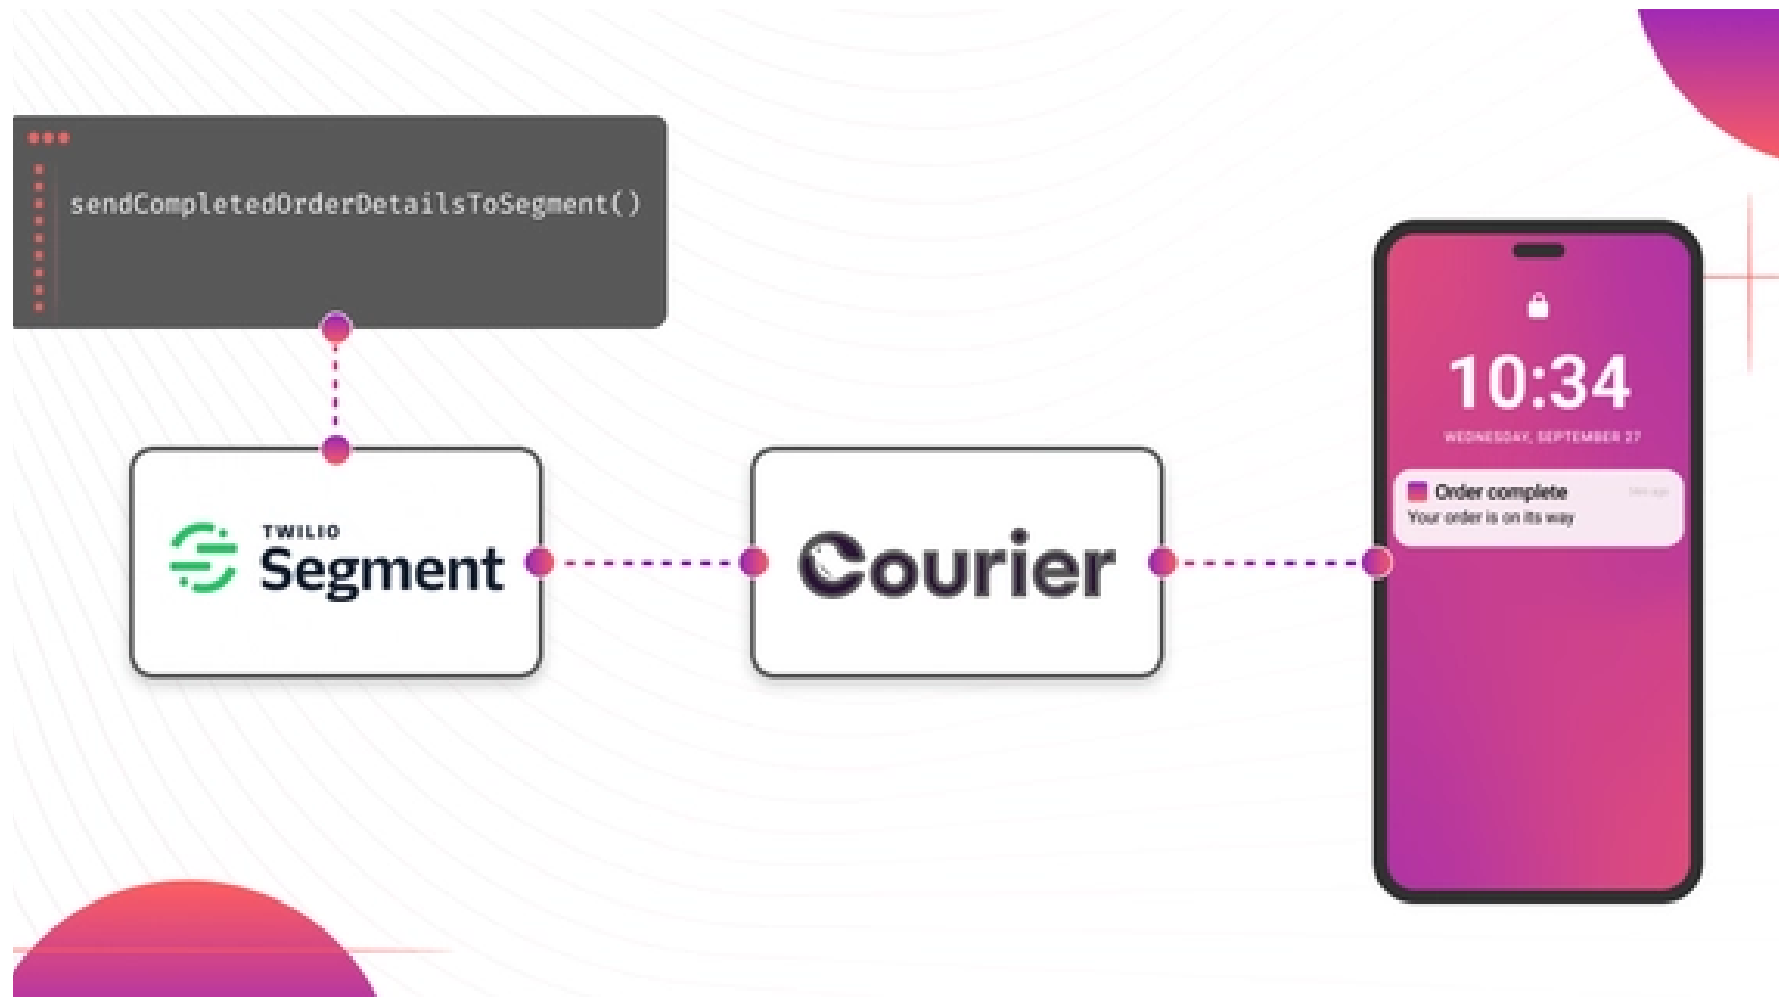 sendCompletedOrderDetailsToSegment()
TWILIO
Segment
Courier
10:34
WEDNESDAY, SEPTEMBER 27
Order complete
Your order is on its way